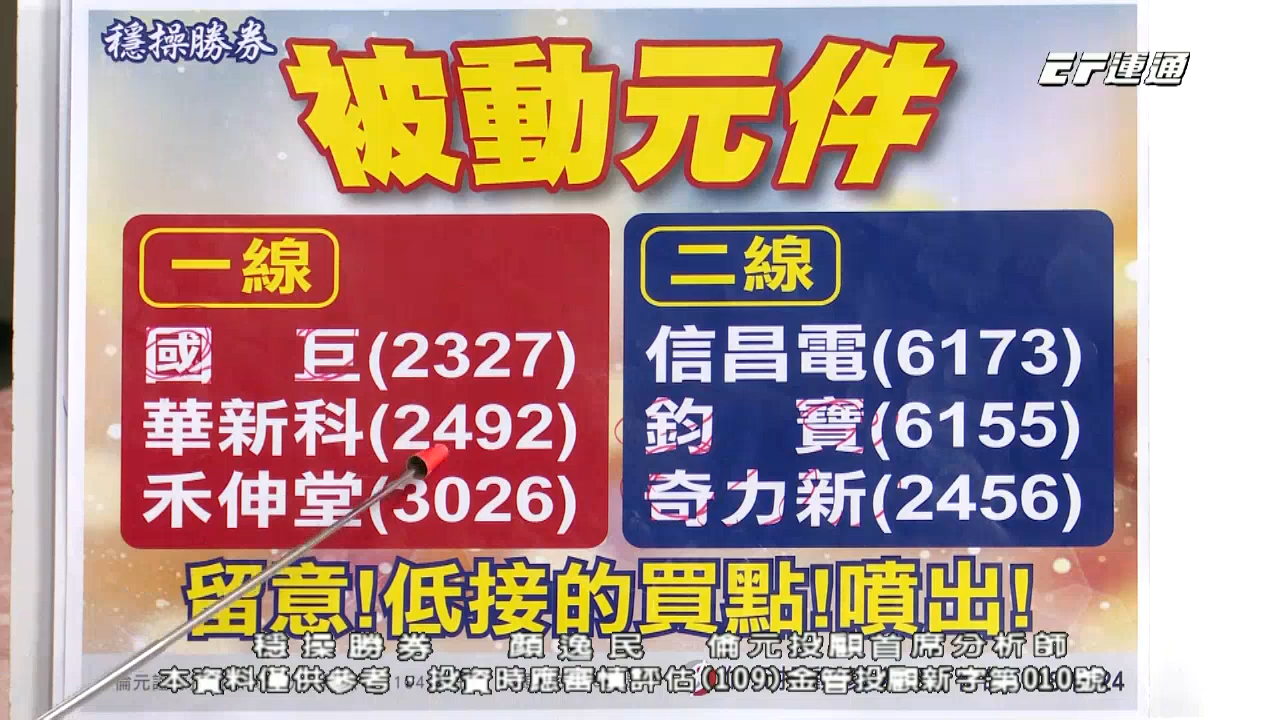 穩操勝券
EF運通
被動元件
一線
國 巨(2327)
華新科(2492)
禾伸堂(3026)
二線
信昌電(6173)
鈞 寶(6155)
奇力新(2456)
留意!低接的買點!噴出!
穩操勝券 顏逸民 倫元投顧首席分析師
本資料僅供參考,投資時應審慎評估(109)金管投顧新字第010號